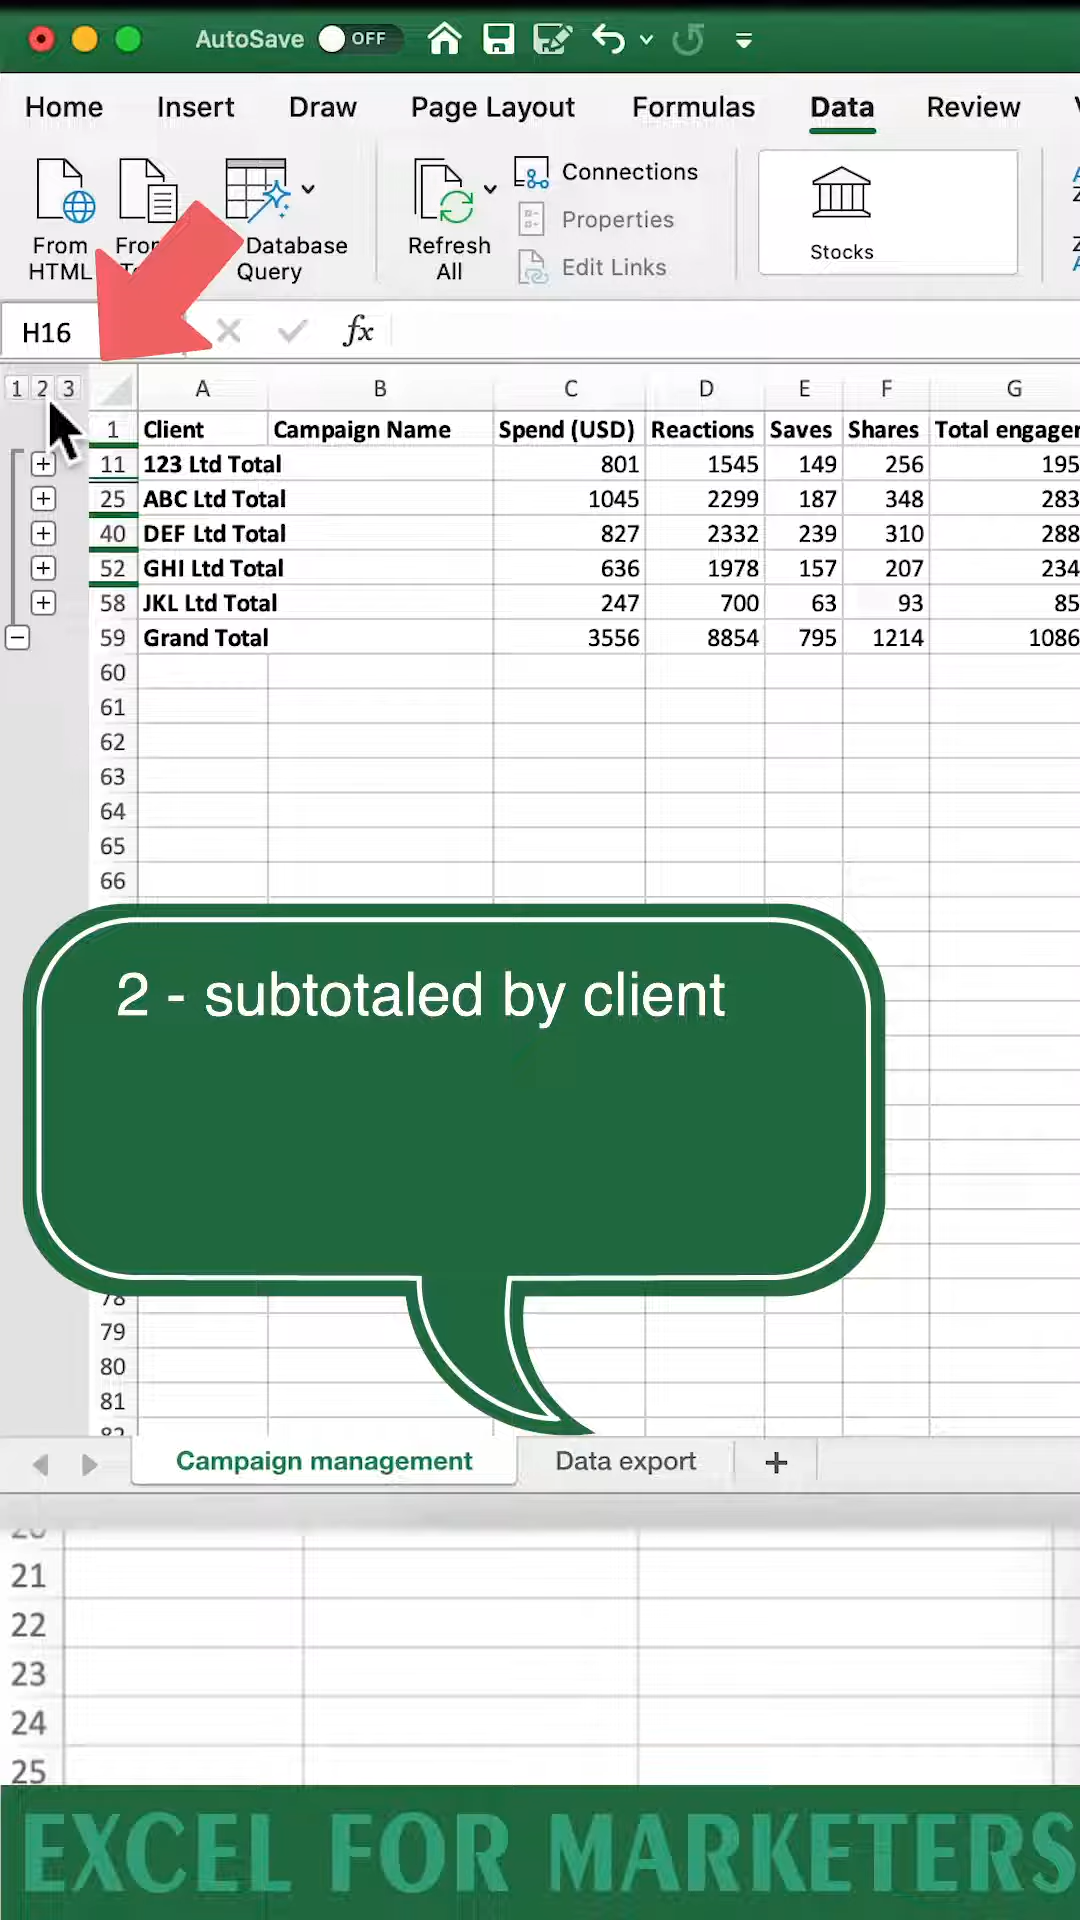 AutoSave OFF
Home Insert Draw Page Layout Formulas Data Review
From HTML
Database Query
Refresh All
Connections
Properties
Edit Links
Stocks
H16 fx
1 2 3 A B C D E F G
1 Client Campaign Name Spend (USD) Reactions Saves Shares Total engager
11 123 Ltd Total 801 1545 149 256 195
25 ABC Ltd Total 1045 2299 187 348 283
40 DEF Ltd Total 827 2332 239 310 288
52 GHI Ltd Total 636 1978 157 207 234
58 JKL Ltd Total 247 700 63 93 85
59 Grand Total 3556 8854 795 1214 1086
60
61
62
63
64
65
66
2 - subtotaled by client
78
79
80
81
82
Campaign management Data export +
20
21
22
23
24
25
EXCEL FOR MARKETERS